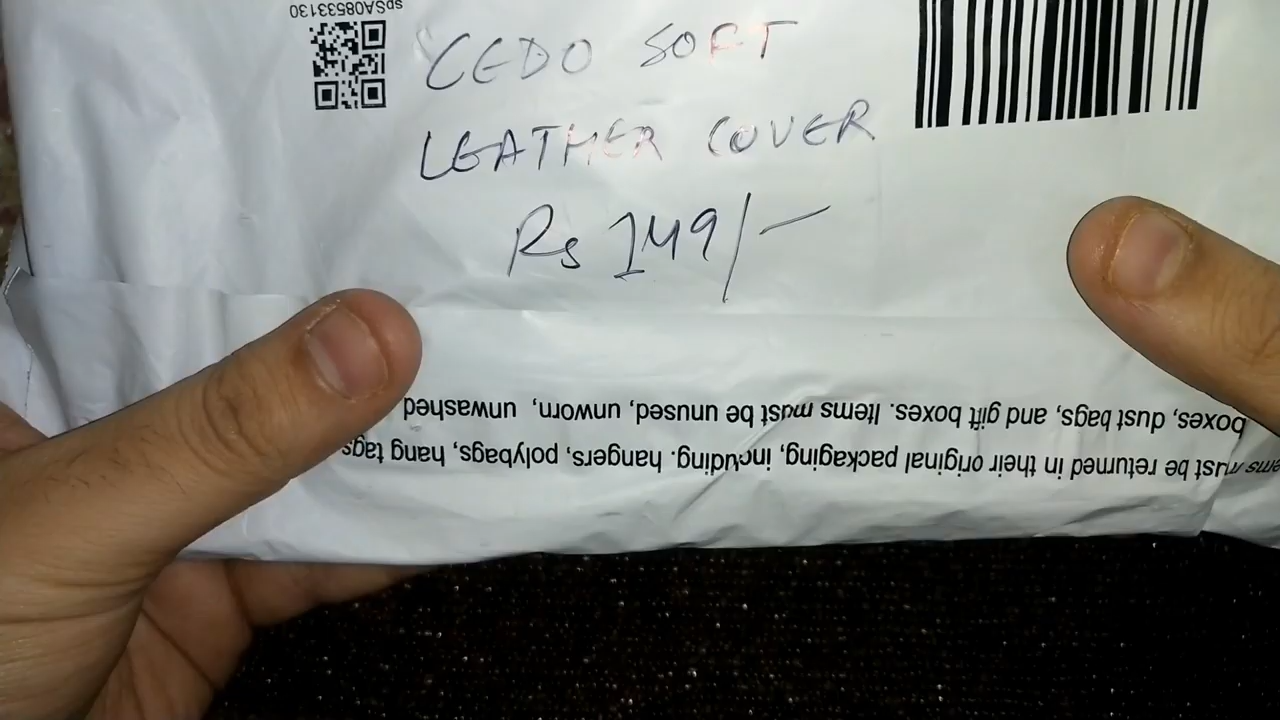 spSA08533130
CEDO SOFT
LEATHER COVER
Rs 149/-
ems must be returned in their original packaging, including. hangers, polybags, hang tags
boxes, dust bags, and gift boxes. Items must be unused, unworn, unwashed